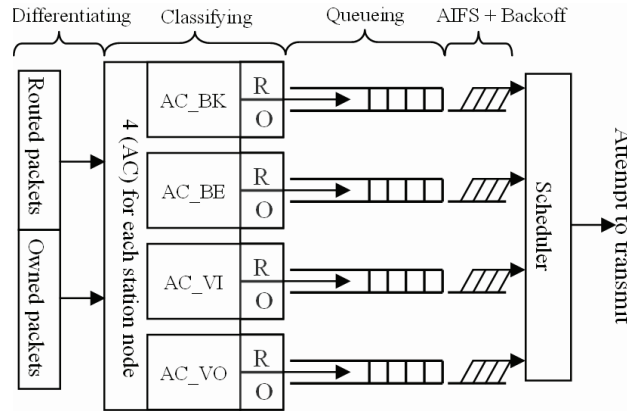 Differentiating
Classifying
Queueing
AIFS + Backoff
Routed packets
Owned packets
4 (AC) for each station node
AC_BK
R
O
AC_BE
R
O
AC_VI
R
O
AC_VO
R
O
Scheduler
Attempt to
transmit